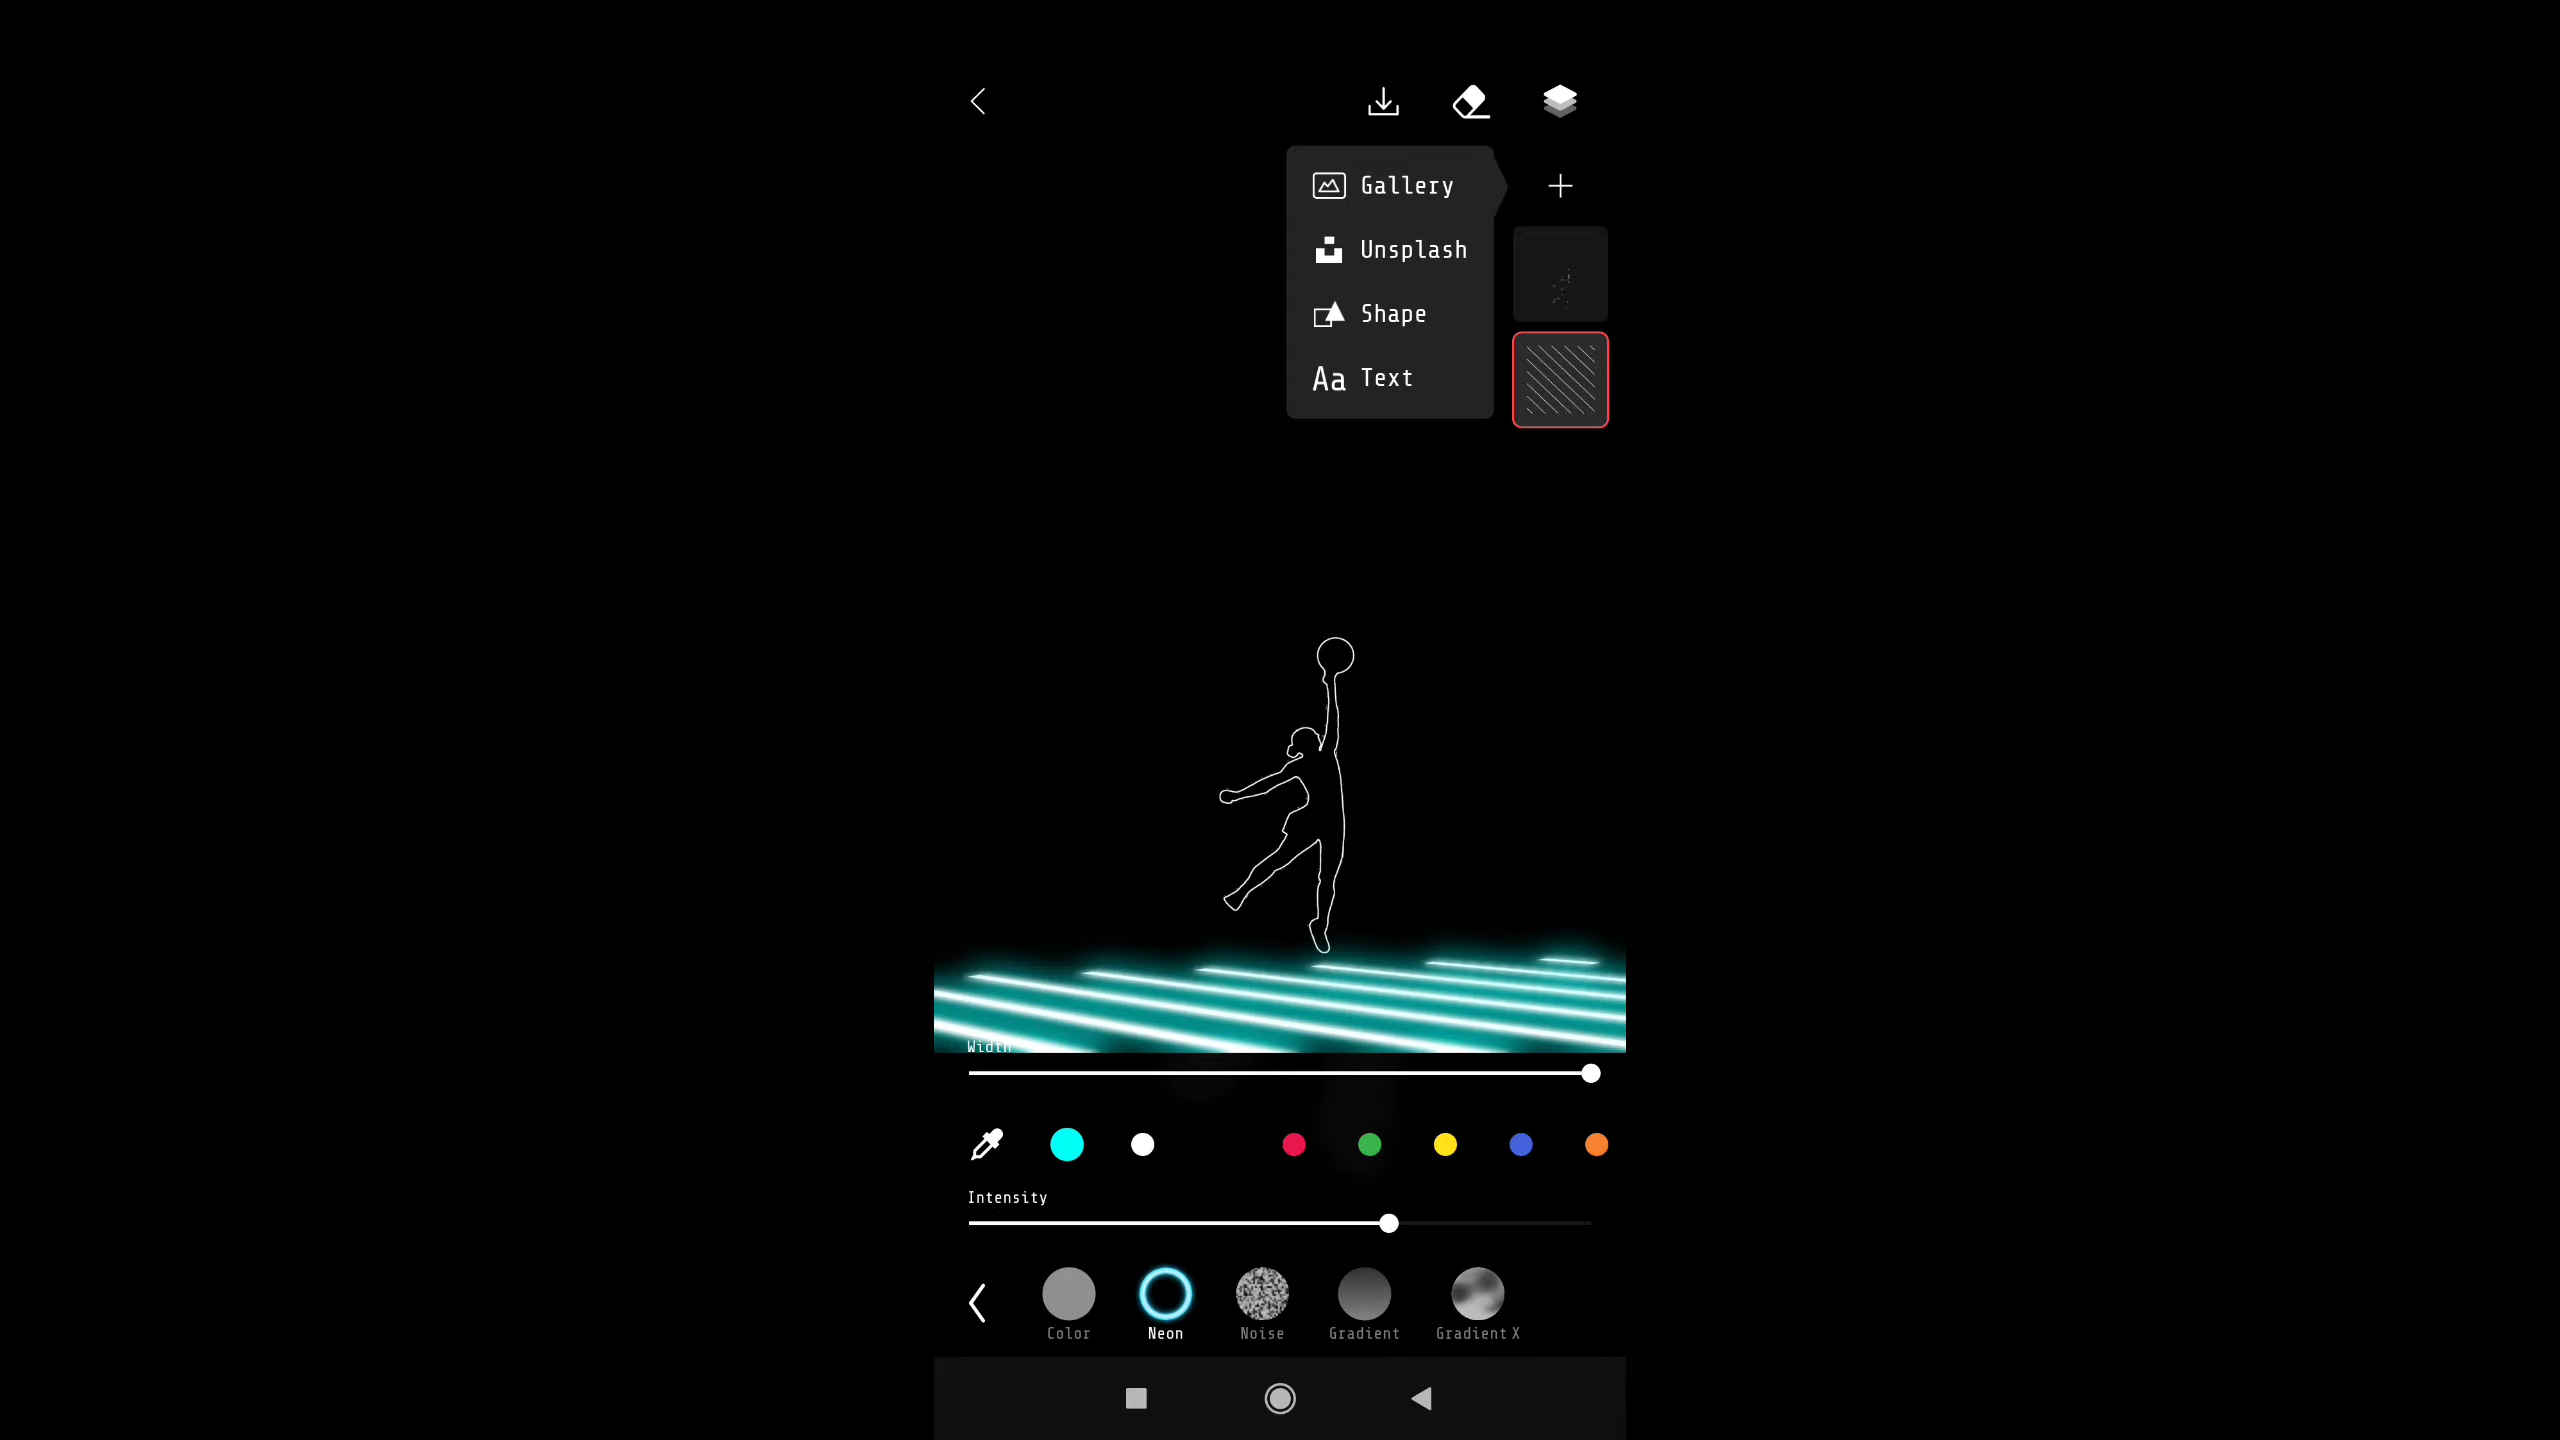 Gallery
Unsplash
Shape
Aa Text
Width
Intensity
Color
Neon
Noise
Gradient
Gradient X